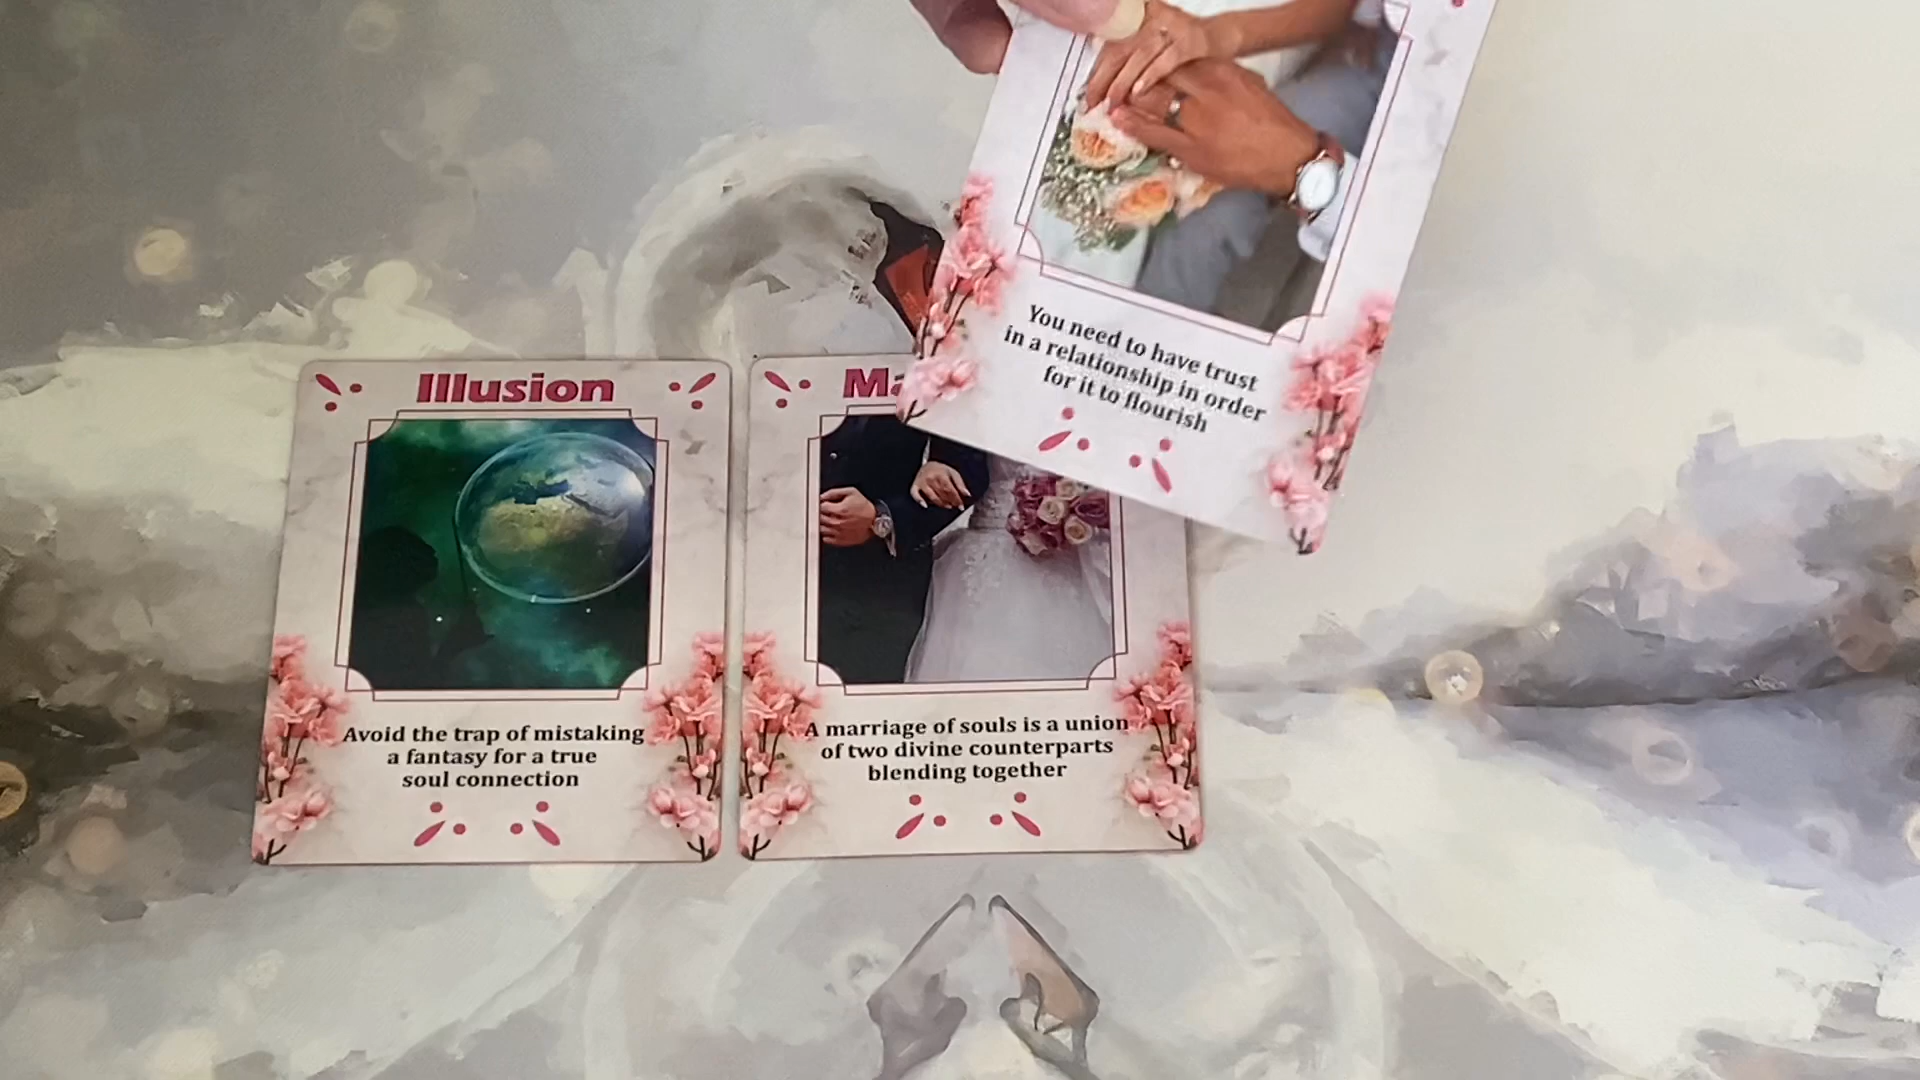 Illusion
Avoid the trap of mistaking
a fantasy for a true
soul connection
Ma
A marriage of souls is a union
of two divine counterparts
blending together
You need to have trust
in a relationship in order
for it to flourish